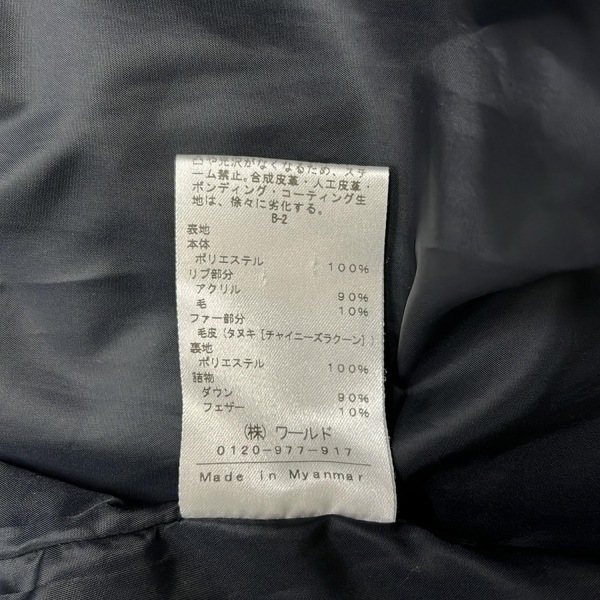 凸や光沢がなくなるため、スチ
ーム禁止。合成皮革・人工皮革・
ボンディング・コーティング生
地は、徐々に劣化する。
B-2
表地
本体
ポリエステル 100%
リブ部分
アクリル 90%
毛 10%
ファー部分
毛皮(タヌキ[チャイニーズラクーン])
裏地
ポリエステル 100%
詰物
ダウン 90%
フェザー 10%
(株)ワールド
0120-977-917
Made in Myanmar